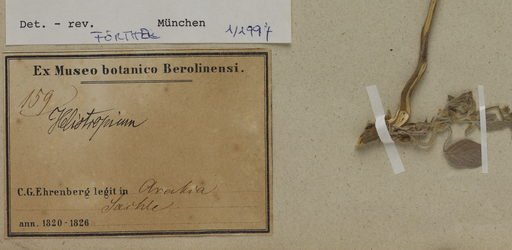 Det. - rev. München
FÖRTHER 1/1997
Ex Museo botanico Berolinensi.
159
Heliotropium
C.G.Ehrenberg legit in Arabia
ann. 1820-1826